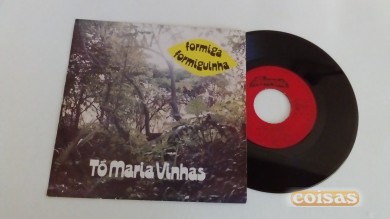 formiga
formiguinha
Tó Maria Vinhas
coisas